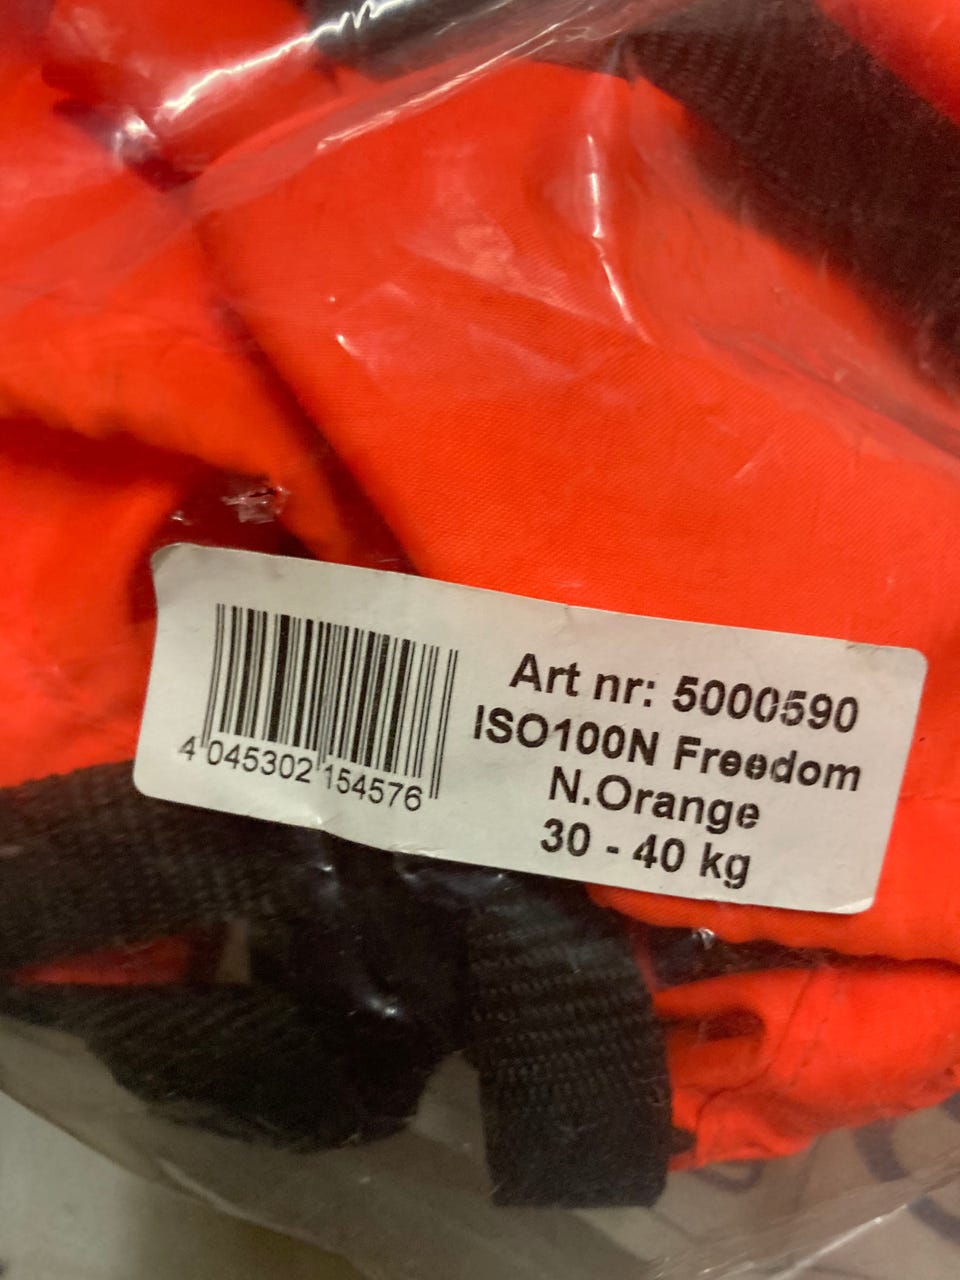 Art nr: 5000590
ISO100N Freedom
N.Orange
30 - 40 kg
4 045302 154576